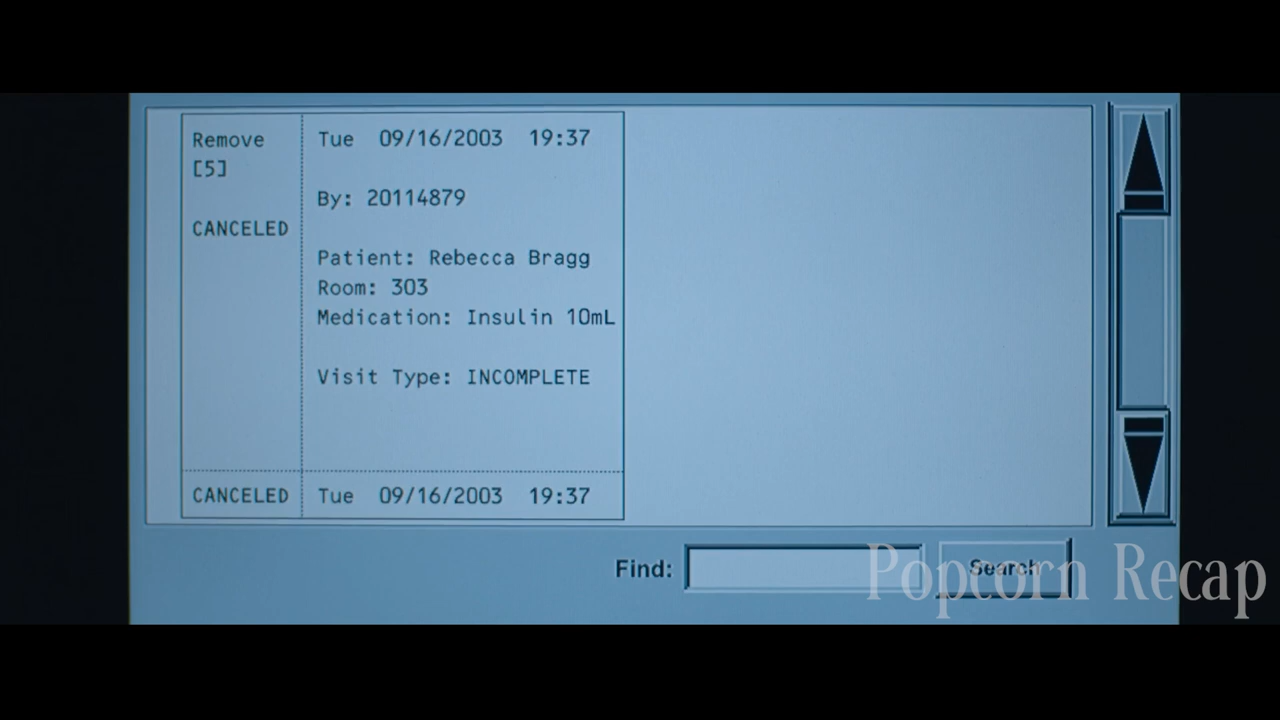 Remove
[5]
CANCELED
Tue 09/16/2003 19:37
By: 20114879
Patient: Rebecca Bragg
Room: 303
Medication: Insulin 10mL
Visit Type: INCOMPLETE
CANCELED Tue 09/16/2003 19:37
Find: Search
Popcorn Recap